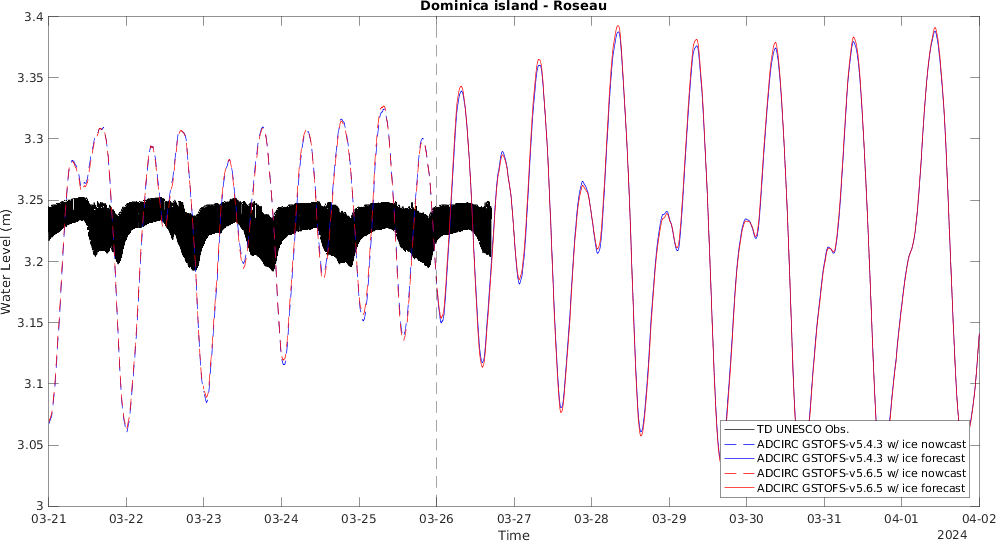 Dominica island - Roseau
Water Level (m)
3.4
3.35
3.3
3.25
3.2
3.15
3.1
3.05
3
TD UNESCO Obs.
ADCIRC GSTOFS-v5.4.3 w/ ice nowcast
ADCIRC GSTOFS-v5.4.3 w/ ice forecast
ADCIRC GSTOFS-v5.6.5 w/ ice nowcast
ADCIRC GSTOFS-v5.6.5 w/ ice forecast
03-21 03-22 03-23 03-24 03-25 03-26 03-27 03-28 03-29 03-30 03-31 04-01 04-02
Time
2024